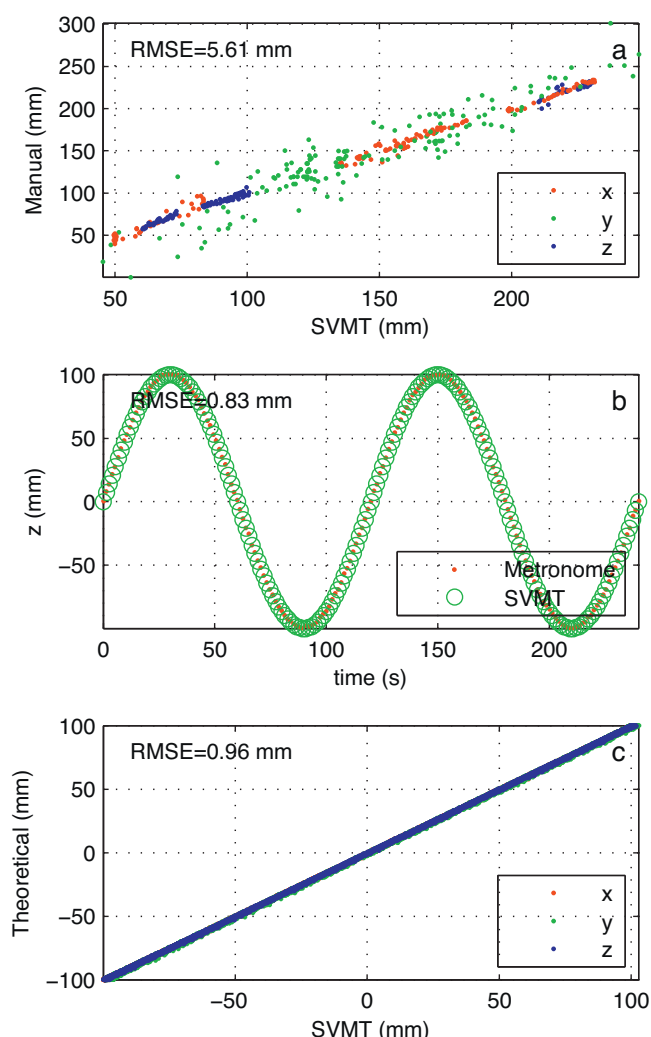 300
250
200
150
100
50
RMSE=5.61 mm
a
Manual (mm)
x
y
z
50
100
150
200
SVMT (mm)
100
50
0
−50
RMSE=0.83 mm
b
z (mm)
Metronome
SVMT
0
50
100
150
200
time (s)
100
50
0
−50
−100
RMSE=0.96 mm
c
Theoretical (mm)
x
y
z
−50
0
50
100
SVMT (mm)